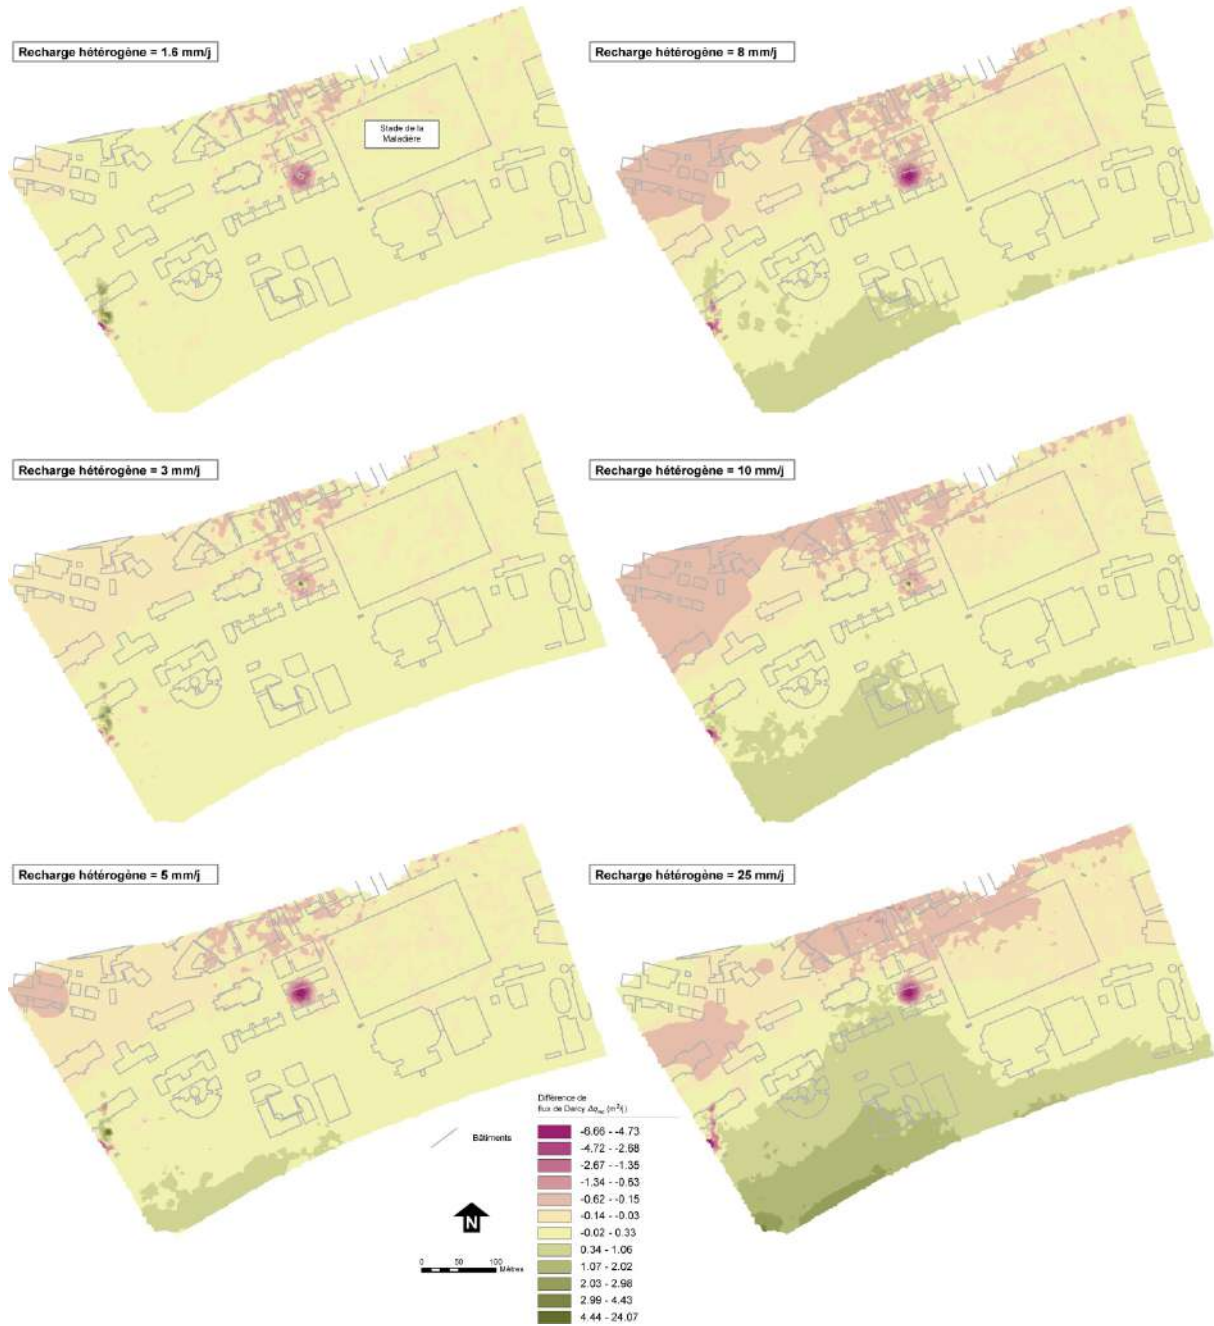 Recharge hétérogène = 1.6 mm/j
Recharge hétérogène = 8 mm/j
Stade de la
Maladière
Recharge hétérogène = 3 mm/j
Recharge hétérogène = 10 mm/j
Recharge hétérogène = 5 mm/j
Recharge hétérogène = 25 mm/j
Différence de
flux de Darcy
Bâtiments
-6.66 - -4.73
-4.72 - -2.68
-2.67 - -1.35
-1.34 - -0.63
-0.62 - -0.15
-0.14 - -0.03
-0.02 - 0.33
0.34 - 1.06
1.07 - 2.02
2.03 - 2.98
2.99 - 4.43
4.44 - 24.07
N
0 50 100
Mètres